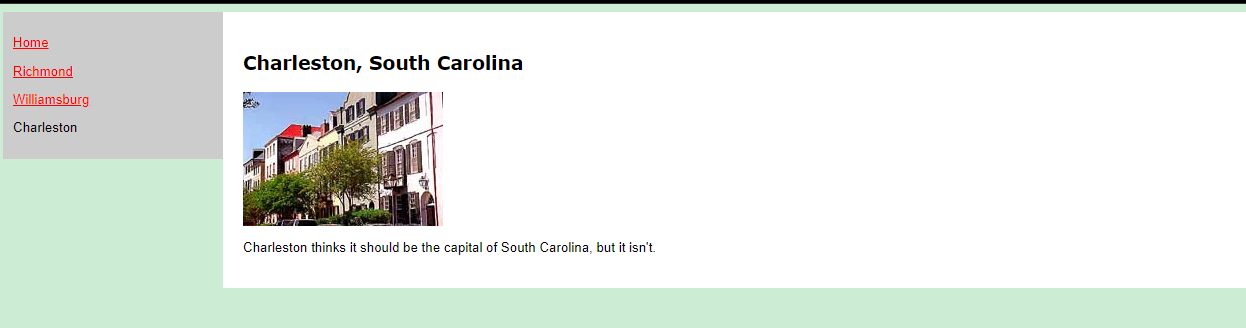 Home
Richmond
Williamsburg
Charleston
Charleston, South Carolina
Charleston thinks it should be the capital of South Carolina, but it isn't.